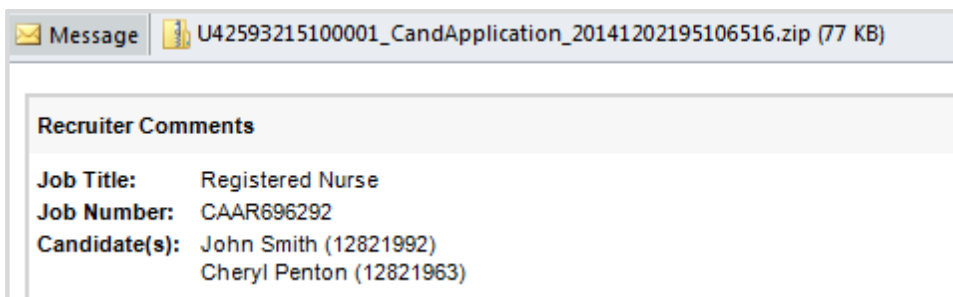 Message U42593215100001_CandApplication_20141202195106516.zip (77 KB)
Recruiter Comments
Job Title: Registered Nurse
Job Number: CAAR696292
Candidate(s): John Smith (12821992)
Cheryl Penton (12821963)